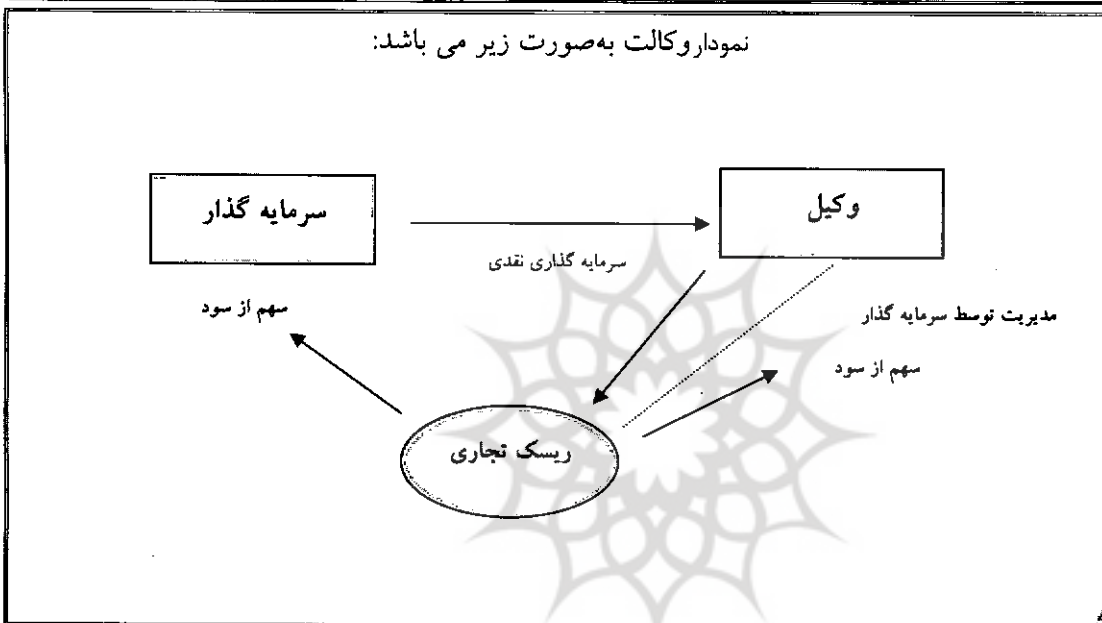 نمودار وکالت به‌صورت زیر می باشد:
وکیل
سرمایه گذار
سرمایه گذاری نقدی
مدیریت توسط سرمایه گذار
سهم از سود
سهم از سود
ریسک تجاری